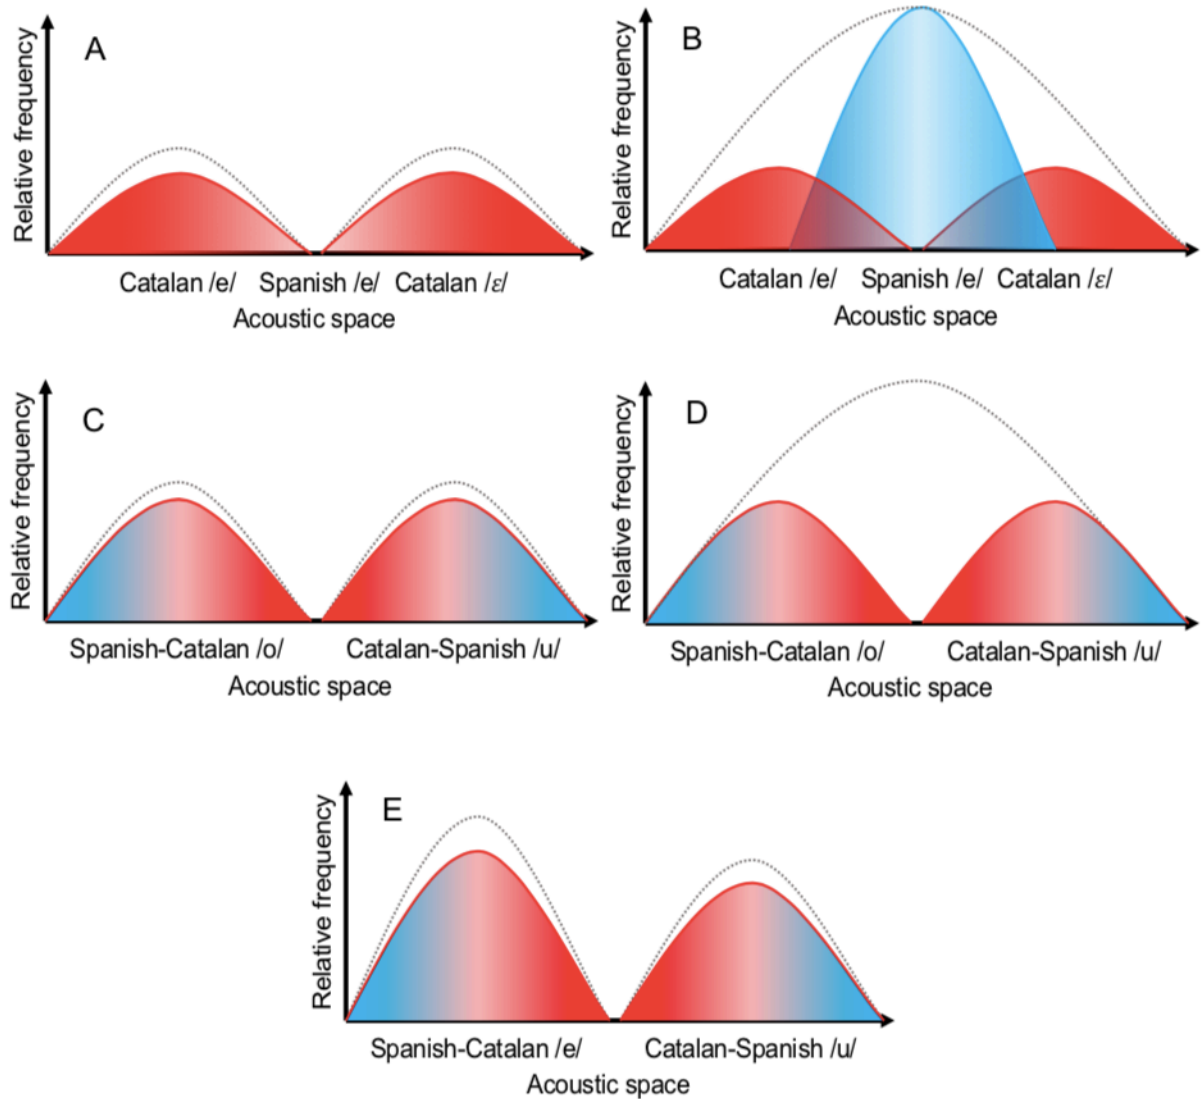 A
Relative frequency
Catalan /e/ Spanish /e/ Catalan /ε/
Acoustic space
B
Relative frequency
Catalan /e/ Spanish /e/ Catalan /ε/
Acoustic space
C
Relative frequency
Spanish-Catalan /o/ Catalan-Spanish /u/
Acoustic space
D
Relative frequency
Spanish-Catalan /o/ Catalan-Spanish /u/
Acoustic space
E
Relative frequency
Spanish-Catalan /e/ Catalan-Spanish /u/
Acoustic space